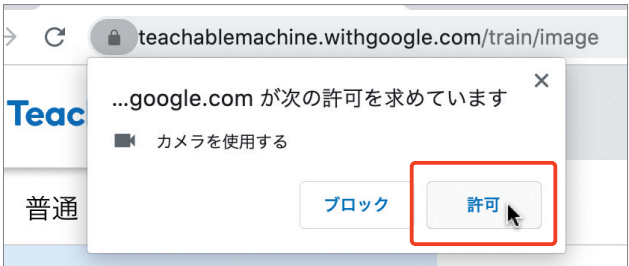 teachablemachine.withgoogle.com/train/image
...google.com が次の許可を求めています
Teac
カメラを使用する
普通
ブロック
許可